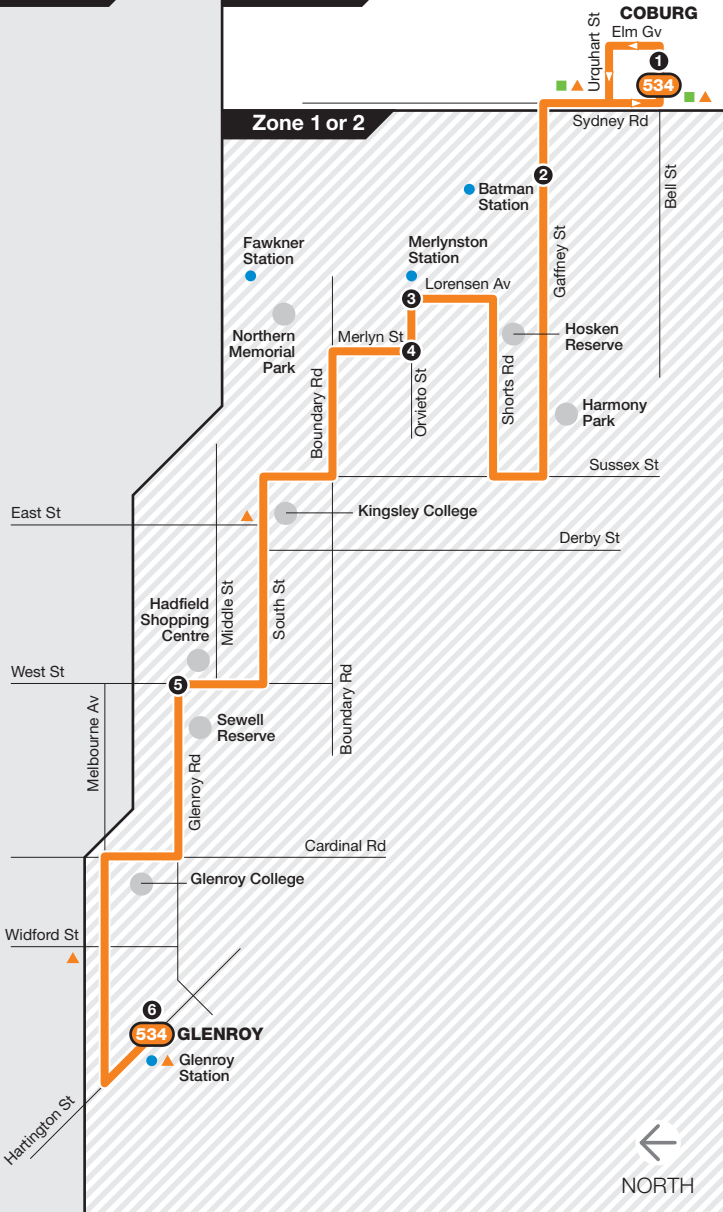 COBURG
Elm Gv
Urquhart St
1
534
Zone 1 or 2
Sydney Rd
Bell St
2
Batman
Station
Gaffney St
Fawkner
Station
Merlynston
Station
Lorensen Av
3
Northern
Memorial
Park
Merlyn St
4
Hosken
Reserve
Boundary Rd
Orvieto St
Shorts Rd
Harmony
Park
Sussex St
East St
Kingsley College
Derby St
Hadfield
Shopping
Centre
Middle St
South St
West St
5
Melbourne Av
Sewell
Reserve
Boundary Rd
Glenroy Rd
Cardinal Rd
Glenroy College
Widford St
6
534
GLENROY
Glenroy
Station
Hartington St
NORTH